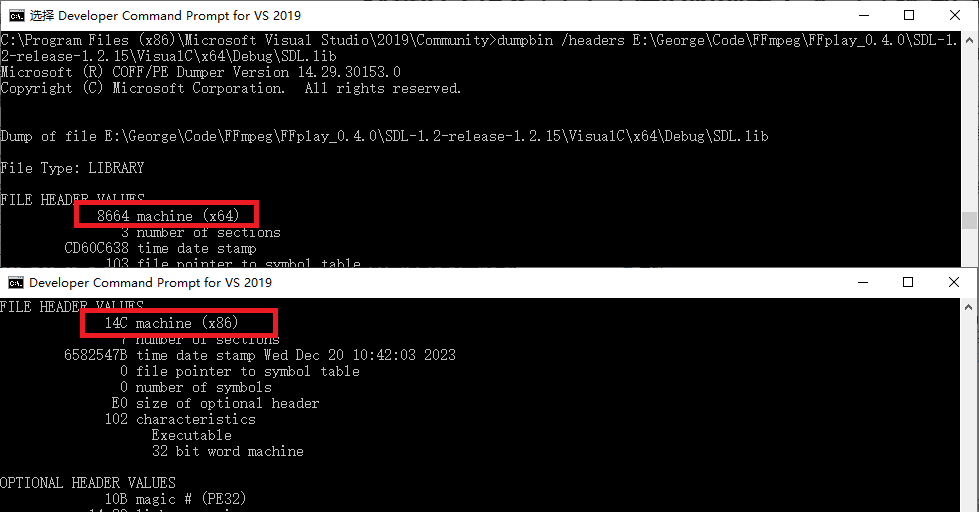 选择 Developer Command Prompt for VS 2019
C:\Program Files (x86)\Microsoft Visual Studio\2019\Community>dumpbin /headers E:\George\Code\FFmpeg\FFplay_0.4.0\SDL-1.
2-release-1.2.15\VisualC\x64\Debug\SDL.lib
Microsoft (R) COFF/PE Dumper Version 14.29.30153.0
Copyright (C) Microsoft Corporation.  All rights reserved.
Dump of file E:\George\Code\FFmpeg\FFplay_0.4.0\SDL-1.2-release-1.2.15\VisualC\x64\Debug\SDL.lib
File Type: LIBRARY
FILE HEADER VALUES
8664 machine (x64)
3 number of sections
CD60C638 time date stamp
103 file pointer to symbol table
Developer Command Prompt for VS 2019
FILE HEADER VALUES
14C machine (x86)
7 number of sections
6582547B time date stamp Wed Dec 20 10:42:03 2023
0 file pointer to symbol table
0 number of symbols
E0 size of optional header
102 characteristics
Executable
32 bit word machine
OPTIONAL HEADER VALUES
10B magic # (PE32)